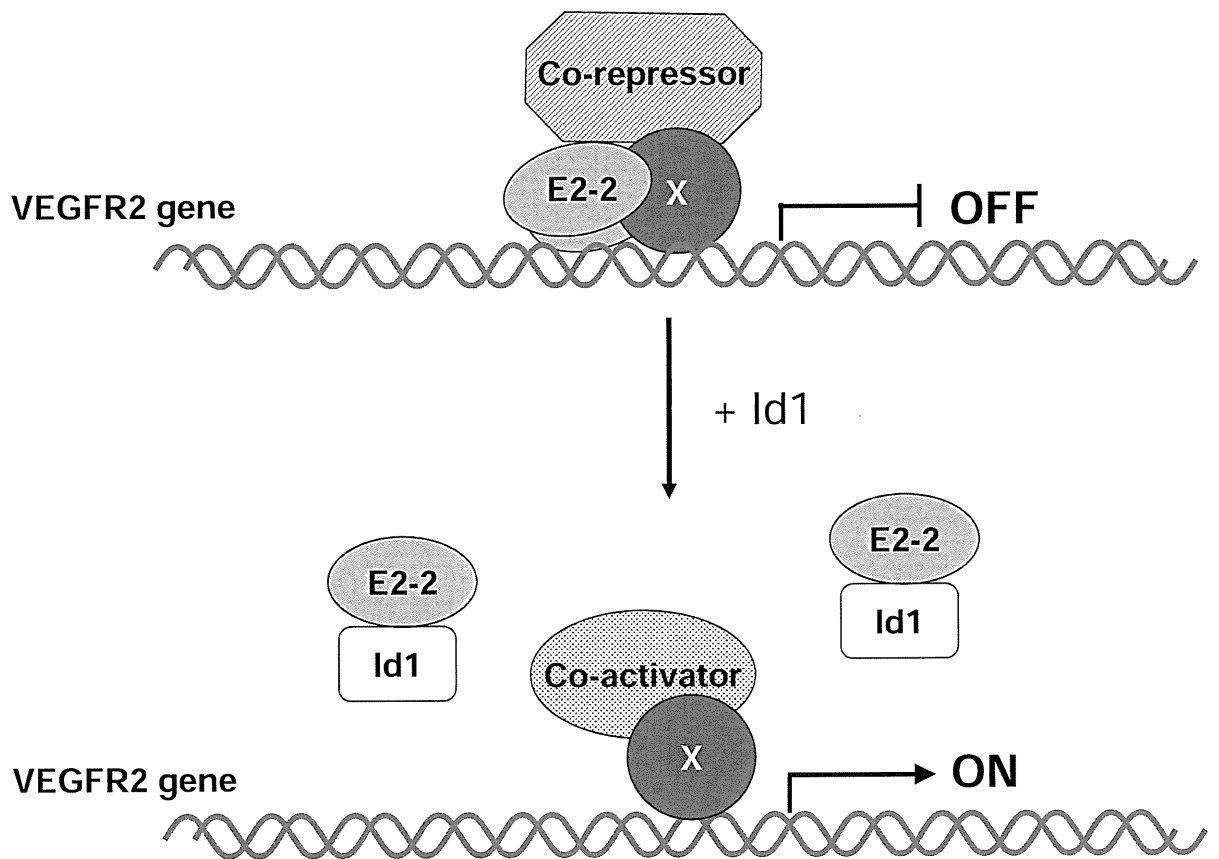 Co-repressor
E2-2
X
VEGFR2 gene
OFF
+ Id1
E2-2
Id1
E2-2
Id1
Co-activator
X
VEGFR2 gene
ON